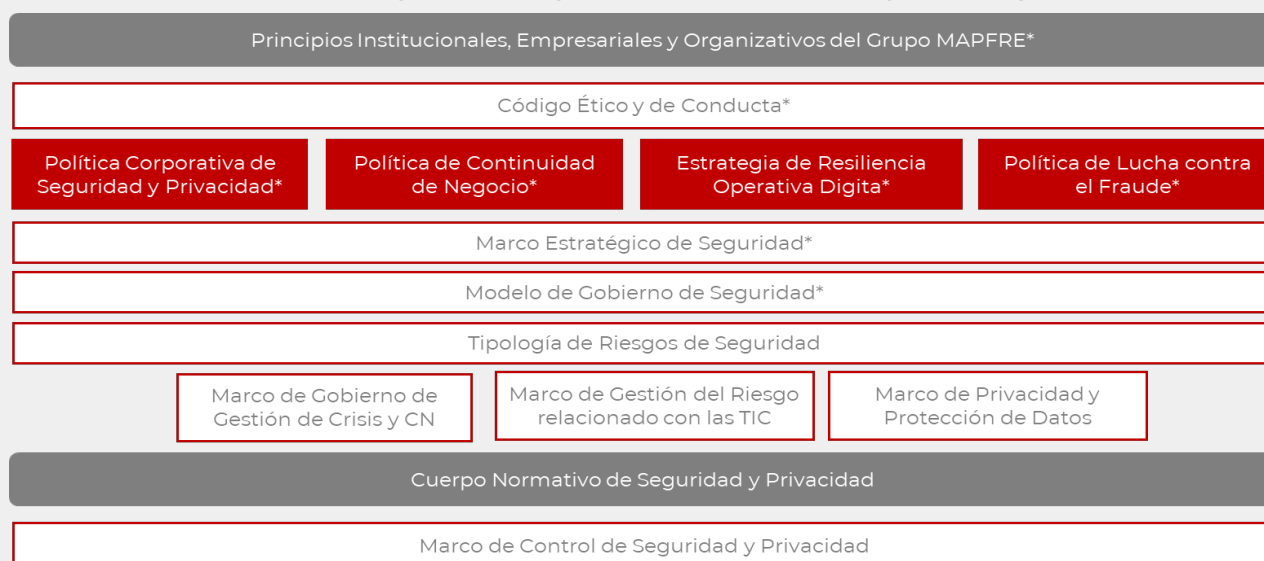 Principios Institucionales, Empresariales y Organizativos del Grupo MAPFRE*
Código Ético y de Conducta*
Política Corporativa de
Seguridad y Privacidad*
Política de Continuidad
de Negocio*
Estrategia de Resiliencia
Operativa Digita*
Política de Lucha contra
el Fraude*
Marco Estratégico de Seguridad*
Modelo de Gobierno de Seguridad*
Tipología de Riesgos de Seguridad
Marco de Gobierno de
Gestión de Crisis y CN
Marco de Gestión del Riesgo
relacionado con las TIC
Marco de Privacidad y
Protección de Datos
Cuerpo Normativo de Seguridad y Privacidad
Marco de Control de Seguridad y Privacidad